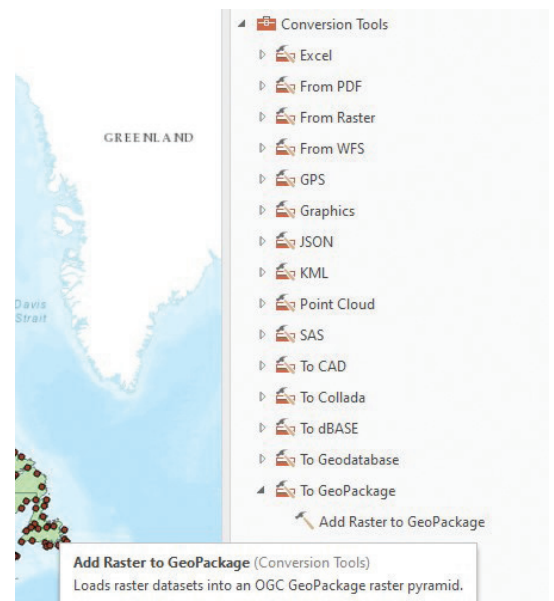 Conversion Tools
Excel
From PDF
From Raster
GREENLAND
From WFS
GPS
Graphics
JSON
KML
Davis
Strait
Point Cloud
SAS
To CAD
To Collada
To dBASE
To Geodatabase
To GeoPackage
Add Raster to GeoPackage
Add Raster to GeoPackage (Conversion Tools)
Loads raster datasets into an OGC GeoPackage raster pyramid.